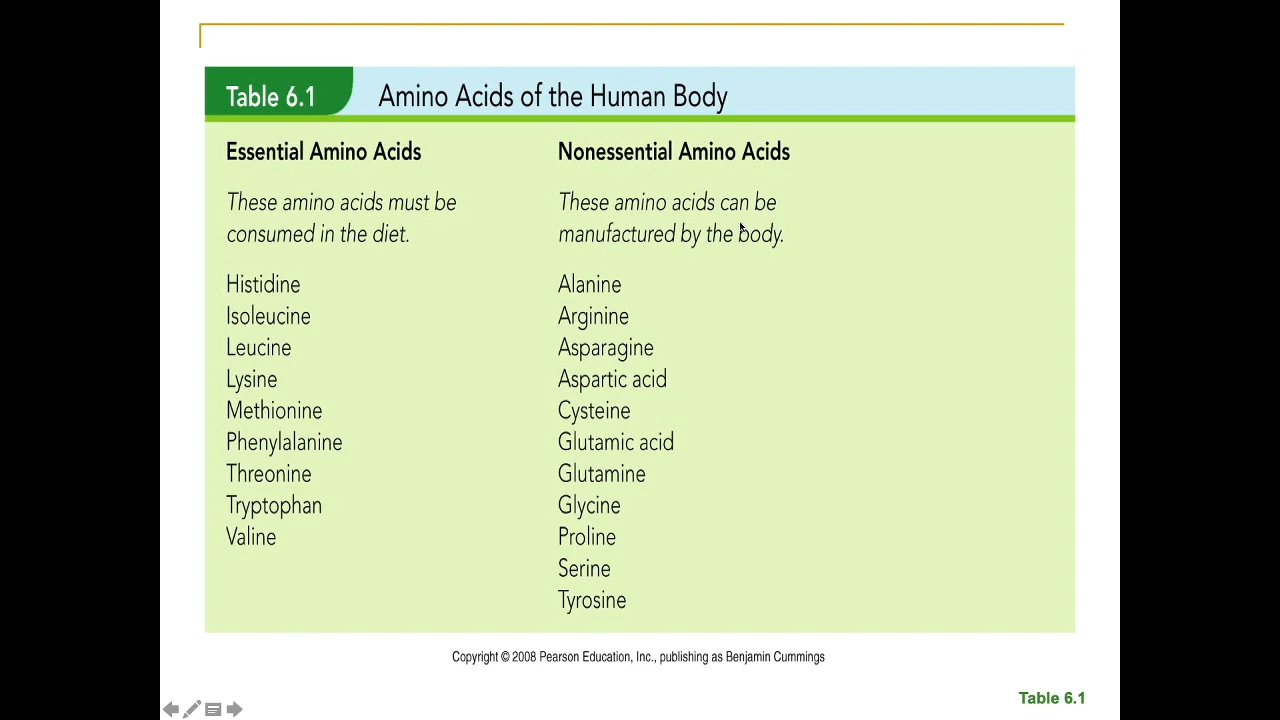 Table 6.1
Amino Acids of the Human Body
Essential Amino Acids
These amino acids must be
consumed in the diet.
Histidine
Isoleucine
Leucine
Lysine
Methionine
Phenylalanine
Threonine
Tryptophan
Valine
Nonessential Amino Acids
These amino acids can be
manufactured by the body.
Alanine
Arginine
Asparagine
Aspartic acid
Cysteine
Glutamic acid
Glutamine
Glycine
Proline
Serine
Tyrosine
Copyright © 2008 Pearson Education, Inc., publishing as Benjamin Cummings
Table 6.1